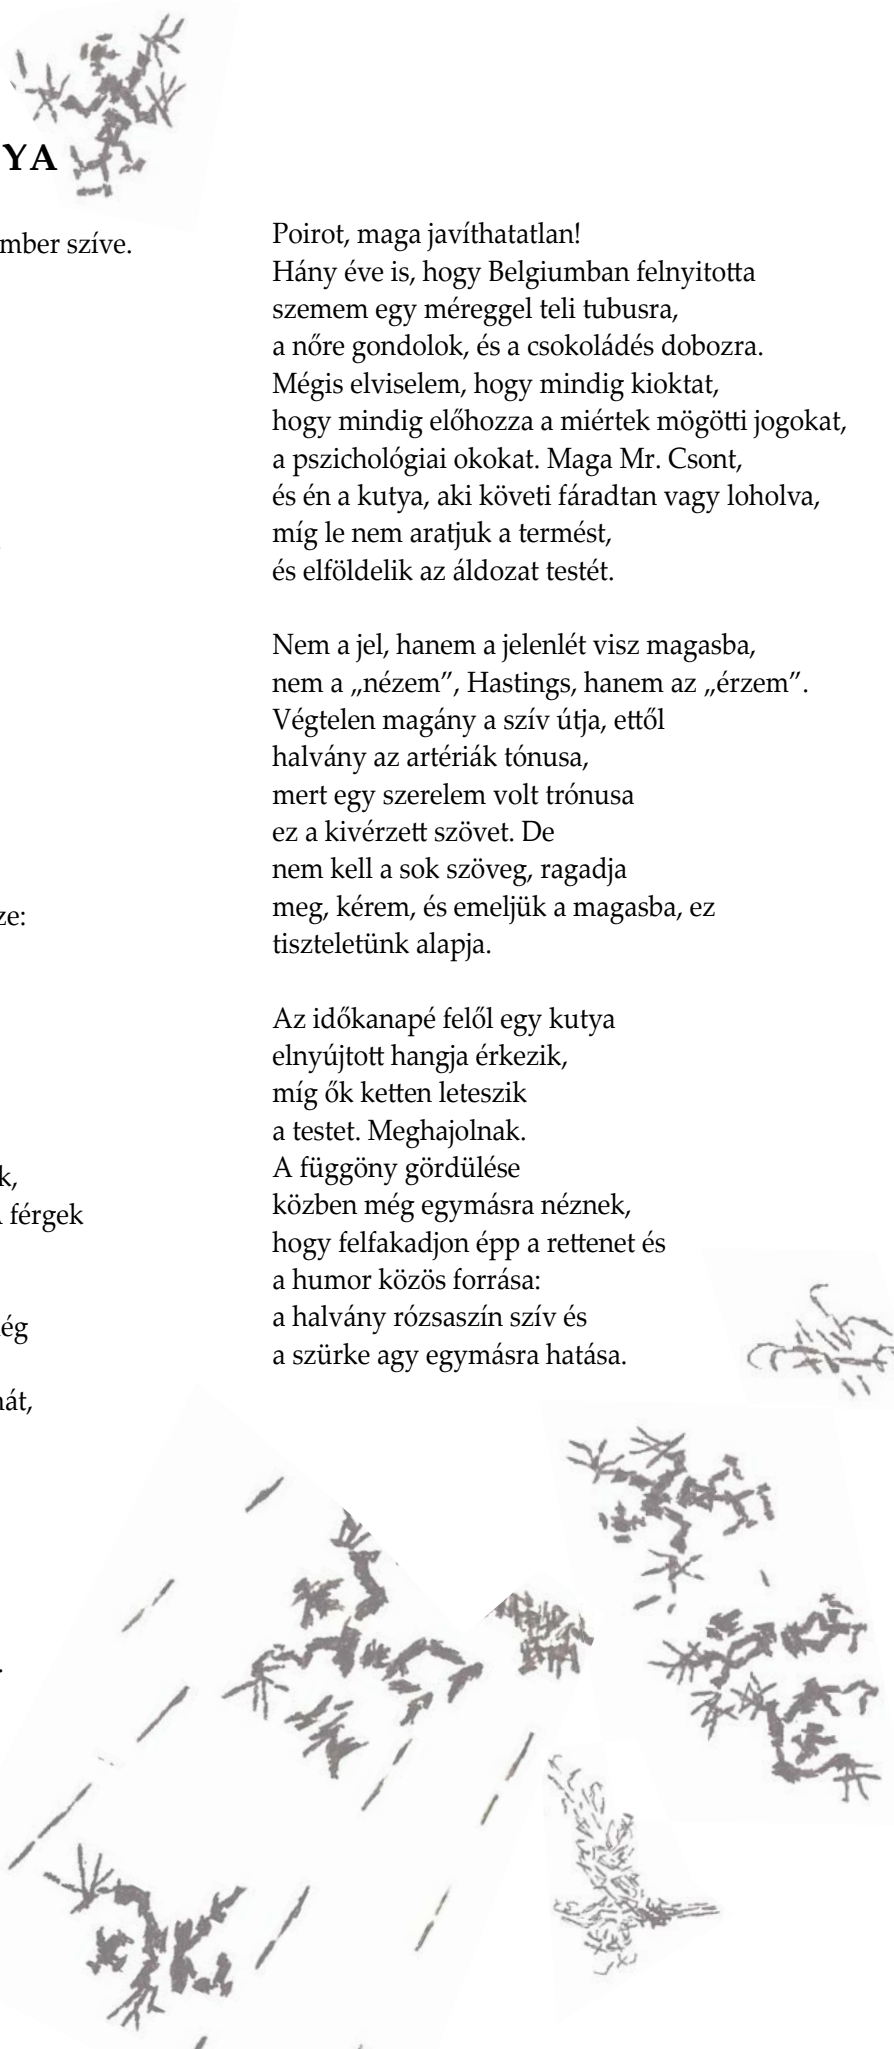 YA
mber szíve.
ze:
k,
férgek
ég
át,
Poirot, maga javíthatatlan!
Hány éve is, hogy Belgiumban felnyitotta
szemem egy méreggel teli tubusra,
a nőre gondolok, és a csokoládés dobozra.
Mégis elviselem, hogy mindig kioktat,
hogy mindig előhozza a miértek mögötti jogokat,
a pszichológiai okokat. Maga Mr. Csont,
és én a kutya, aki követi fáradtan vagy loholva,
míg le nem aratjuk a termést,
és elföldelik az áldozat testét.
Nem a jel, hanem a jelenlét visz magasba,
nem a „nézem”, Hastings, hanem az „érzem”.
Végtelen magány a szív útja, ettől
halvány az artériák tónusa,
mert egy szerelem volt trónusa
ez a kivérzett szövet. De
nem kell a sok szöveg, ragadja
meg, kérem, és emeljük a magasba, ez
tiszteletünk alapja.
Az időkanapé felől egy kutya
elnyújtott hangja érkezik,
míg ők ketten leteszik
a testet. Meghajolnak.
A függöny gördülése
közben még egymásra néznek,
hogy felfakadjon épp a rettenet és
a humor közös forrása:
a halvány rózsaszín szív és
a szürke agy egymásra hatása.